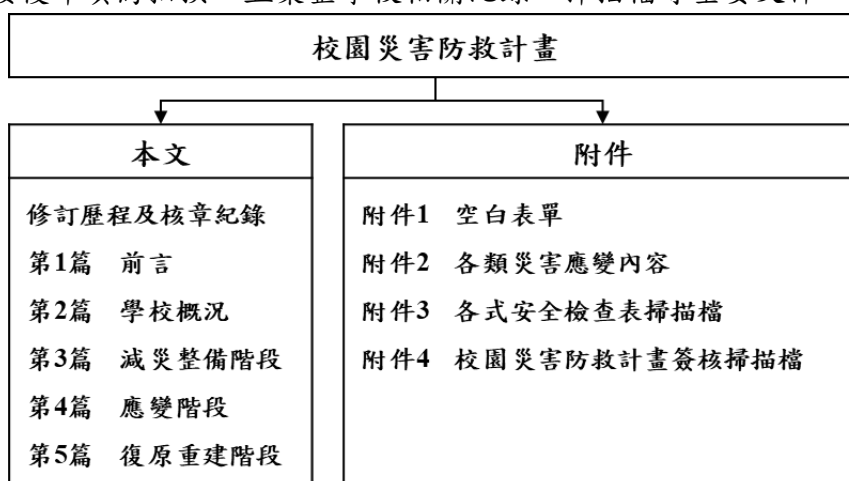 校園災害防救計畫
本文
修訂歷程及核章紀錄
第1篇 前言
第2篇 學校概況
第3篇 減災整備階段
第4篇 應變階段
第5篇 復原重建階段
附件
附件1 空白表單
附件2 各類災害應變內容
附件3 各式安全檢查表掃描檔
附件4 校園災害防救計畫簽核掃描檔